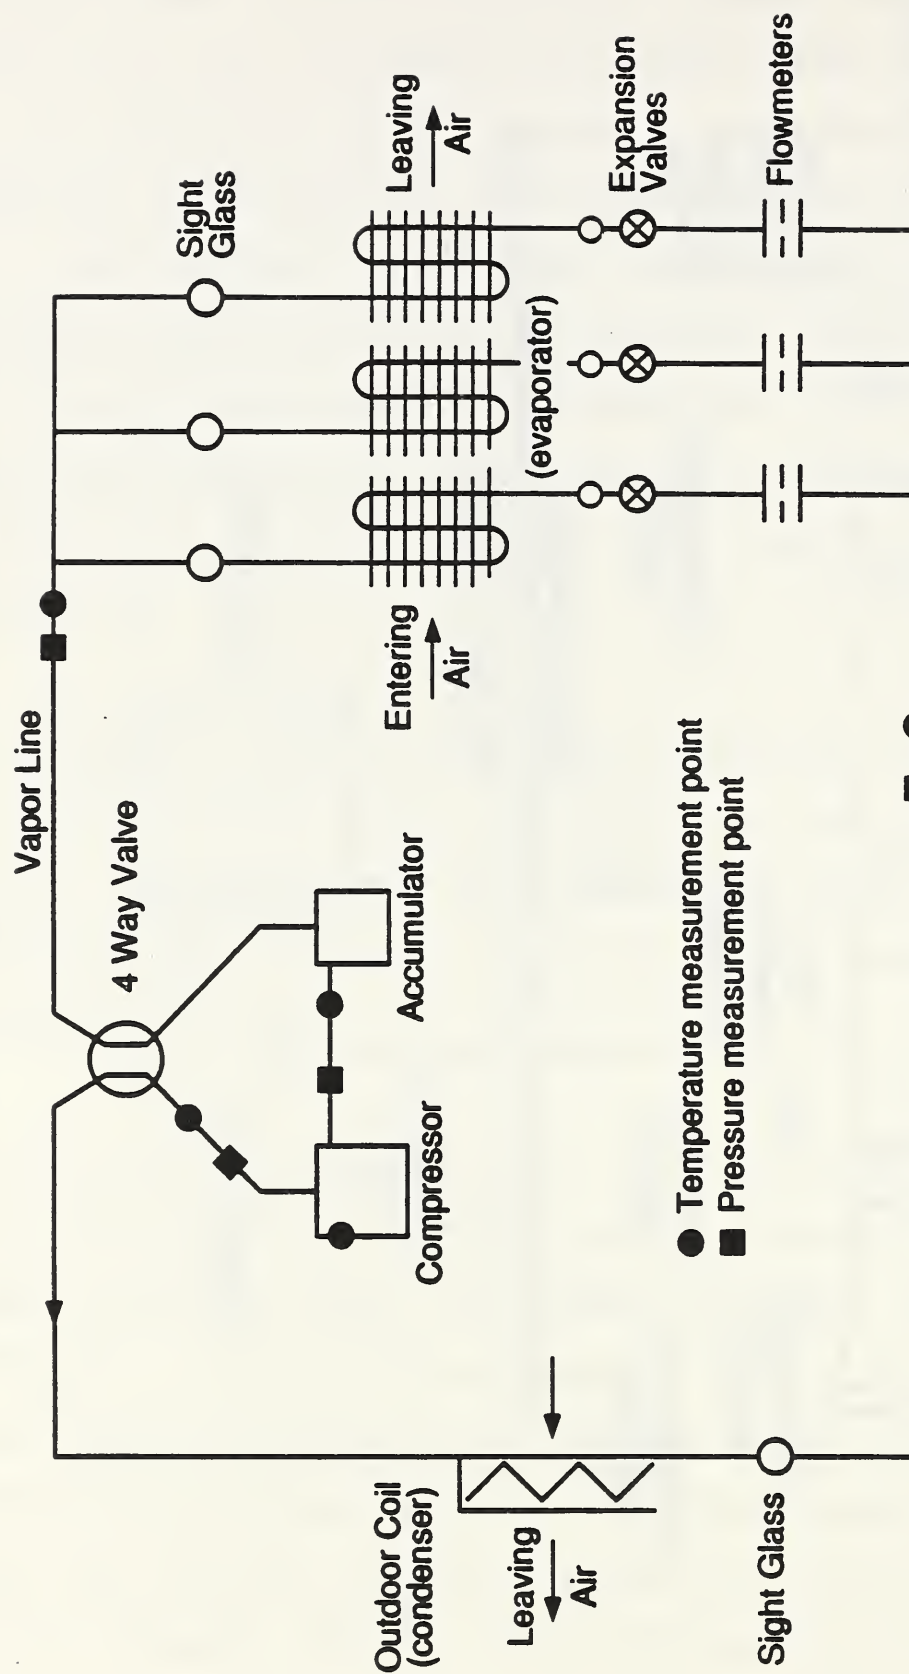 Vapor Line
4 Way Valve
Sight
Glass
Accumulator
Compressor
Entering
Air
Leaving
Air
(evaporator)
Expansion
Valves
Flowmeters
Outdoor Coil
(condenser)
Leaving
Air
Sight Glass
Temperature measurement point
Pressure measurement point